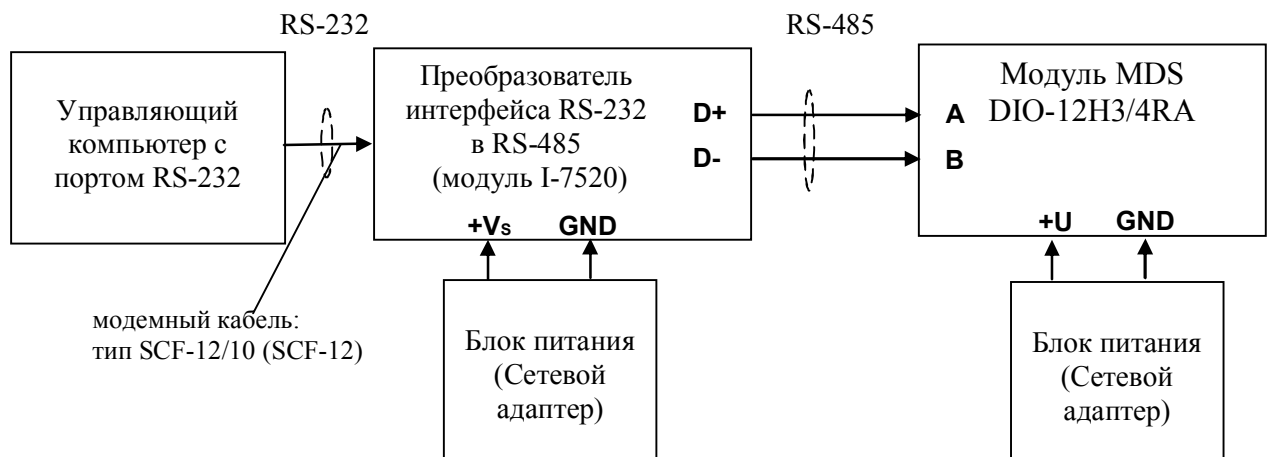 RS-232
RS-485
Управляющий
компьютер с
портом RS-232
Преобразователь
интерфейса RS-232
в RS-485
(модуль I-7520)
D+
D-
+Vs
GND
Модуль MDS
DIO-12H3/4RA
A
B
+U
GND
модемный кабель:
тип SCF-12/10 (SCF-12)
Блок питания
(Сетевой
адаптер)
Блок питания
(Сетевой
адаптер)